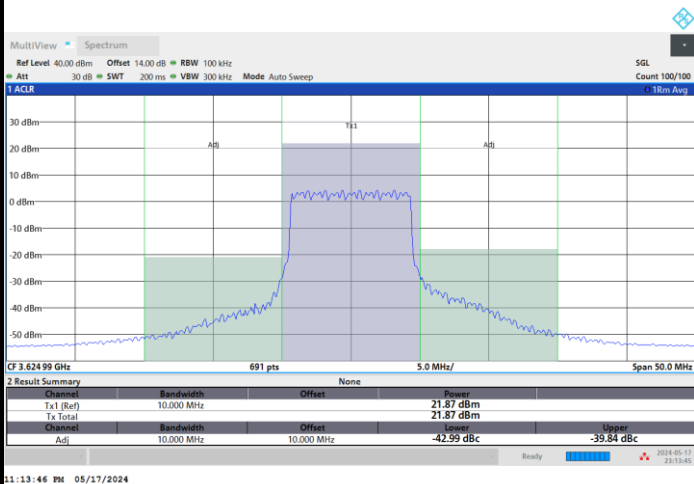 MultiView Spectrum
Ref Level 40.00 dBm Offset 14.00 dB RBW 100 kHz SGL
Att 30 dB SWT 200 ms VBW 300 kHz Mode Auto Sweep Count 100/100
1 ACLR 1Rm Avg
Tx1
Adj Adj
30 dBm
20 dBm
10 dBm
0 dBm
-10 dBm
-20 dBm
-30 dBm
-40 dBm
-50 dBm
CF 3.624 99 GHz 691 pts 5.0 MHz/ Span 50.0 MHz
2 Result Summary None
Channel Bandwidth Offset Power
Tx1 (Ref) 10.000 MHz 21.87 dBm
Tx Total 21.87 dBm
Channel Bandwidth Offset Lower Upper
Adj 10.000 MHz 10.000 MHz -42.99 dBc -39.84 dBc
Ready 2024-05-17
23:13:45
11:13:46 PM 05/17/2024